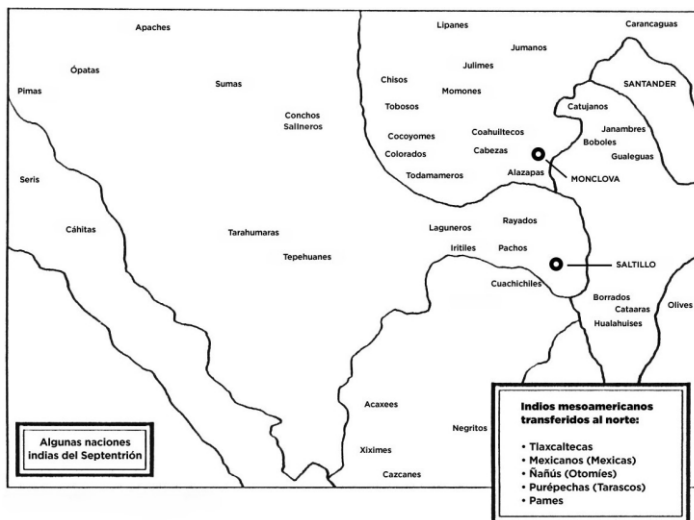 Apaches
Lipanes
Carancaguas
Jumanos
Ópatas
Julimes
Pimas
Sumas
Chisos
Momones
SANTANDER
Tobosos
Catujanos
Conchos
Salineros
Janambres
Cocoyomes
Coahuiltecos
Boboles
Colorados
Cabezas
Gualeguas
Todamameros
Alazapas
MONCLOVA
Seris
Cáhitas
Tarahumaras
Laguneros
Rayados
Tepehuanes
Iritiles
Pachos
SALTILLO
Cuachichiles
Borrados
Cataaras
Olives
Hualahuises
Acaxees
Negritos
Xiximes
Cazcanes
Algunas naciones
indias del Septentrión
Indios mesoamericanos
transferidos al norte:
• Tlaxcaltecas
• Mexicanos (Mexicas)
• Ñañús (Otomíes)
• Purépechas (Tarascos)
• Pames